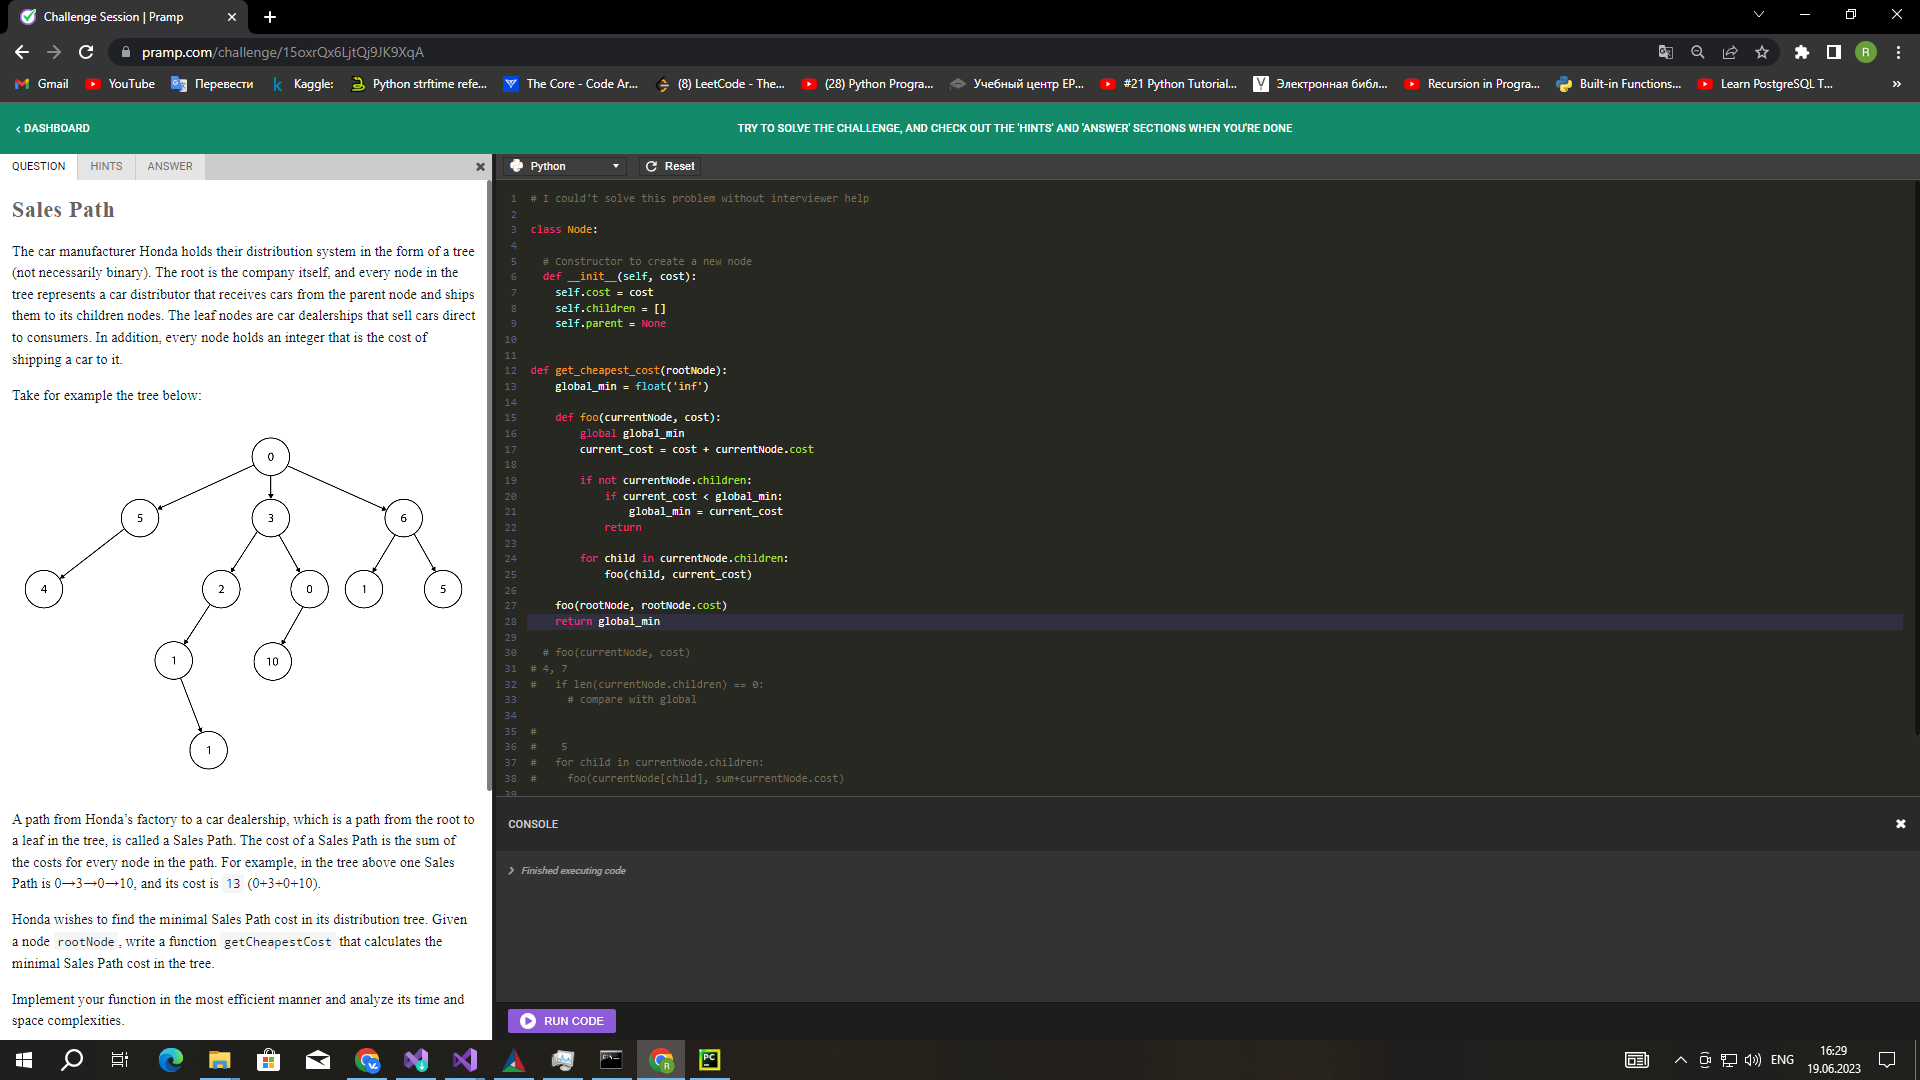 Challenge Session | Pramp
pramp.com/challenge/15oxrQx6LjtQj9JK9XqA
R
Gmail
YouTube
Перевести
Kaggle:
Python strftime refe...
The Core - Code Ar...
(8) LeetCode - The...
(28) Python Progra...
Учебный центр EP...
#21 Python Tutorial...
Электронная библ...
Recursion in Progra...
Built-in Functions...
Learn PostgreSQL T...
»
‹ DASHBOARD
TRY TO SOLVE THE CHALLENGE, AND CHECK OUT THE 'HINTS' AND 'ANSWER' SECTIONS WHEN YOU'RE DONE
QUESTION
HINTS
ANSWER
Sales Path
The car manufacturer Honda holds their distribution system in the form of a tree
(not necessarily binary). The root is the company itself, and every node in the
tree represents a car distributor that receives cars from the parent node and ships
them to its children nodes. The leaf nodes are car dealerships that sell cars direct
to consumers. In addition, every node holds an integer that is the cost of
shipping a car to it.
Take for example the tree below:
0
5
3
6
4
2
0
1
5
1
10
1
A path from Honda's factory to a car dealership, which is a path from the root to
a leaf in the tree, is called a Sales Path. The cost of a Sales Path is the sum of
the costs for every node in the path. For example, in the tree above one Sales
Path is 0→3→0→10, and its cost is 13 (0+3+0+10).
Honda wishes to find the minimal Sales Path cost in its distribution tree. Given
a node rootNode, write a function getCheapestCost that calculates the
minimal Sales Path cost in the tree.
Implement your function in the most efficient manner and analyze its time and
space complexities.
Python
Reset
1 # I could't solve this problem without interviewer help
2
3 class Node:
4
5   # Constructor to create a new node
6   def __init__(self, cost):
7     self.cost = cost
8     self.children = []
9     self.parent = None
10
11
12 def get_cheapest_cost(rootNode):
13     global_min = float('inf')
14
15     def foo(currentNode, cost):
16         global global_min
17         current_cost = cost + currentNode.cost
18
19         if not currentNode.children:
20             if current_cost < global_min:
21                 global_min = current_cost
22             return
23
24         for child in currentNode.children:
25             foo(child, current_cost)
26
27     foo(rootNode, rootNode.cost)
28     return global_min
29
30   # foo(currentNode, cost)
31 # 4, 7
32 #   if len(currentNode.children) == 0:
33       # compare with global
34
35 #
36 #    5
37 #   for child in currentNode.children:
38 #     foo(currentNode[child], sum+currentNode.cost)
39
CONSOLE
Finished executing code
RUN CODE
PC
ENG
16:29
19.06.2023